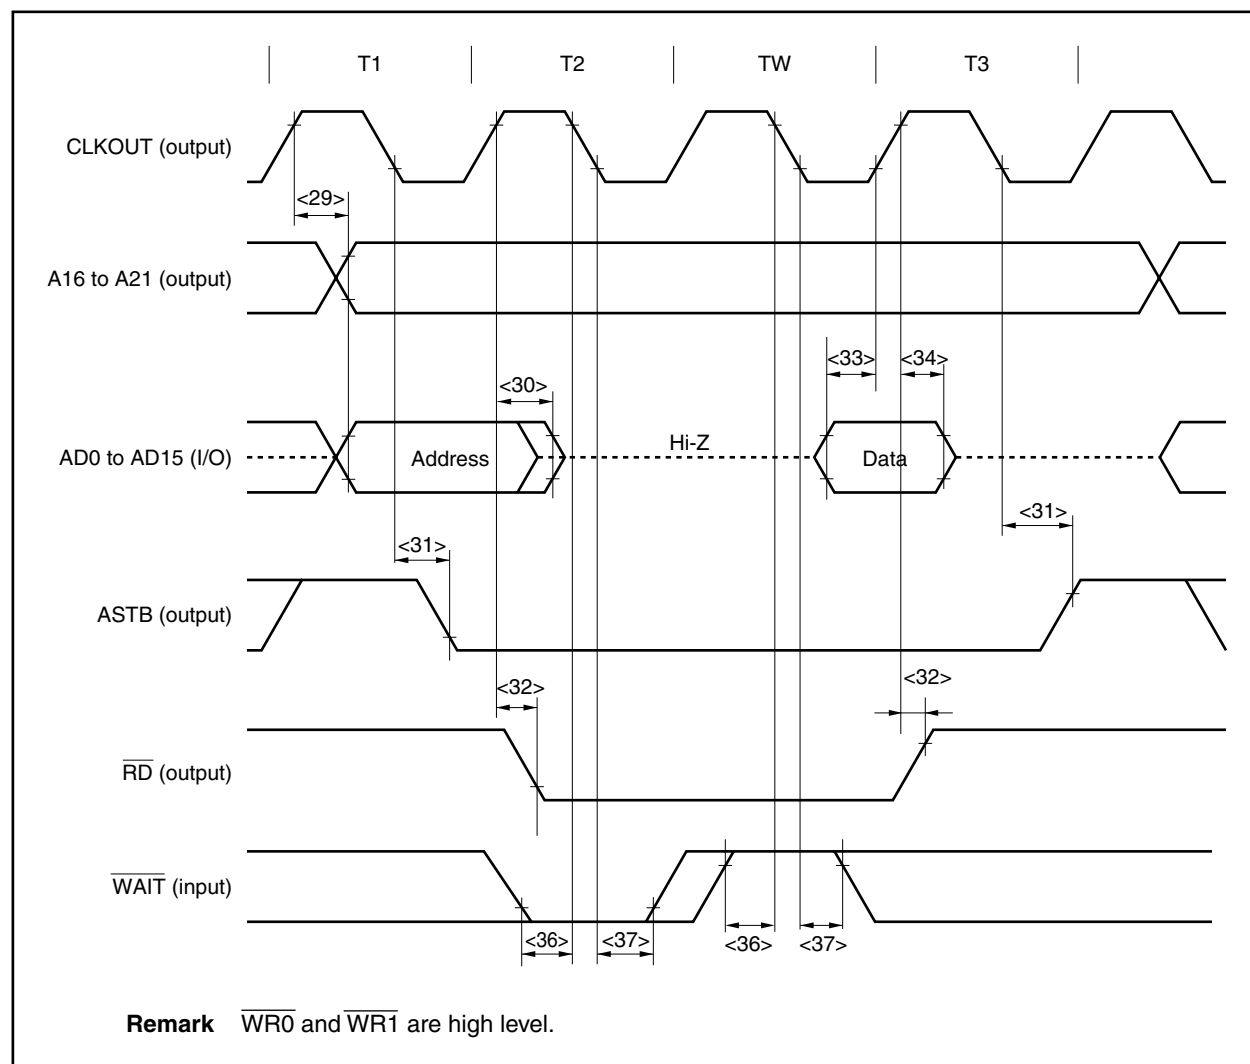 T1 T2 TW T3
CLKOUT (output)
<29>
A16 to A21 (output)
<33> <34>
<30>
AD0 to AD15 (I/O) Address Hi-Z Data
<31>
<31>
ASTB (output)
<32>
<32>
RD (output)
WAIT (input)
<36> <37> <36> <37>
Remark WR0 and WR1 are high level.